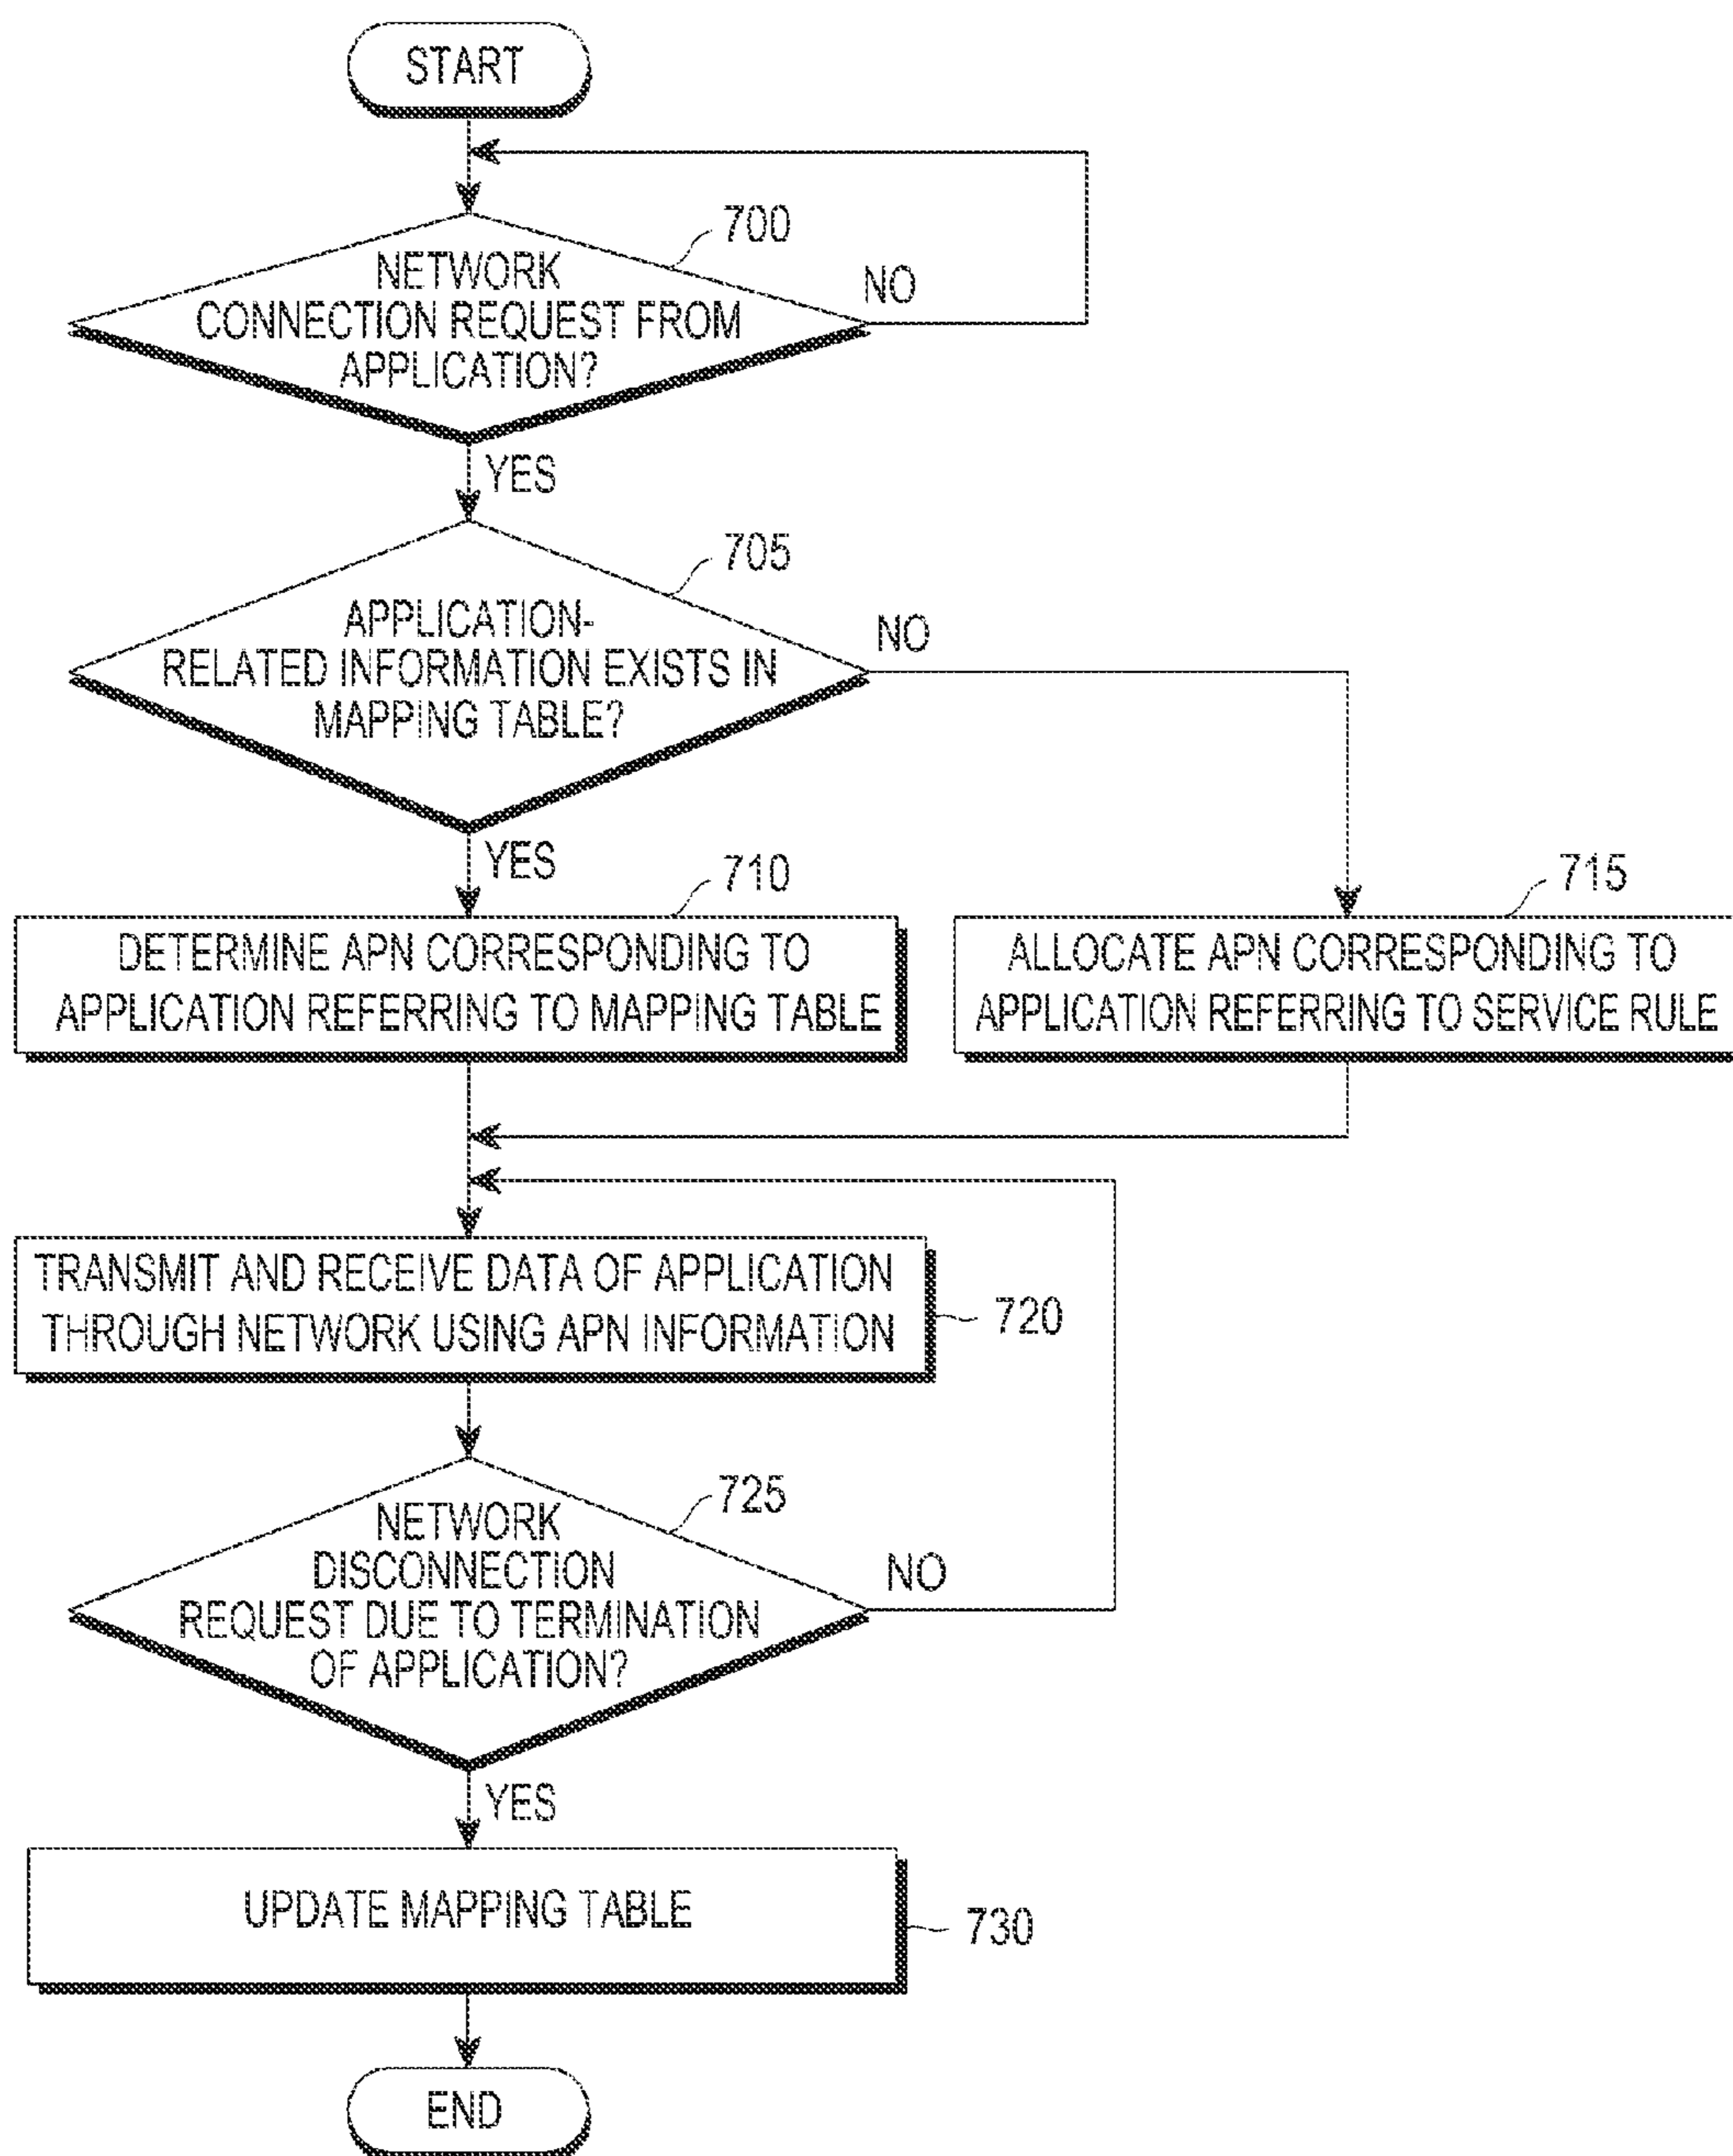 START
700
NETWORK
CONNECTION REQUEST FROM
APPLICATION?
NO
YES
705
APPLICATION-
RELATED INFORMATION EXISTS IN
MAPPING TABLE?
NO
YES
710
DETERMINE APN CORRESPONDING TO
APPLICATION REFERRING TO MAPPING TABLE
715
ALLOCATE APN CORRESPONDING TO
APPLICATION REFERRING TO SERVICE RULE
TRANSMIT AND RECEIVE DATA OF APPLICATION
THROUGH NETWORK USING APN INFORMATION
720
725
NETWORK
DISCONNECTION
REQUEST DUE TO TERMINATION
OF APPLICATION?
NO
YES
UPDATE MAPPING TABLE
730
END